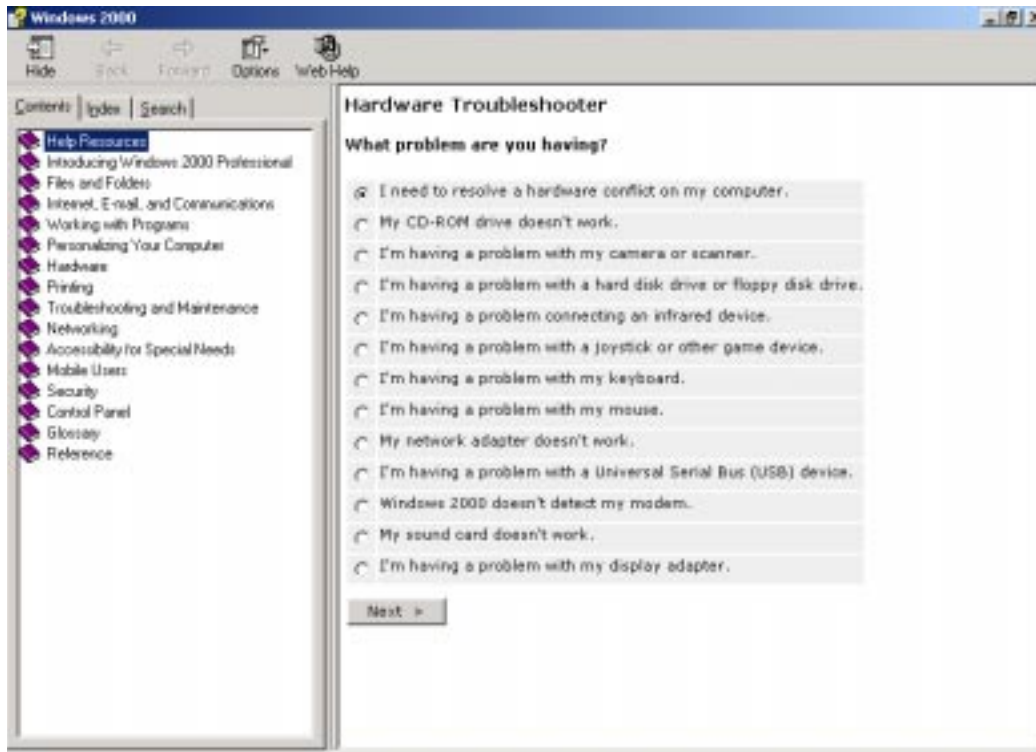 Windows 2000
Hide Back Forward Options Web Help
Contents Index Search
Help Resources
Introducing Windows 2000 Professional
Files and Folders
Internet, E-mail, and Communications
Working with Programs
Personalizing Your Computer
Hardware
Printing
Troubleshooting and Maintenance
Networking
Accessibility for Special Needs
Mobile Users
Security
Control Panel
Glossary
Reference
Hardware Troubleshooter
What problem are you having?
I need to resolve a hardware conflict on my computer.
My CD-ROM drive doesn't work.
I'm having a problem with my camera or scanner.
I'm having a problem with a hard disk drive or floppy disk drive.
I'm having a problem connecting an infrared device.
I'm having a problem with a joystick or other game device.
I'm having a problem with my keyboard.
I'm having a problem with my mouse.
My network adapter doesn't work.
I'm having a problem with a Universal Serial Bus (USB) device.
Windows 2000 doesn't detect my modem.
My sound card doesn't work.
I'm having a problem with my display adapter.
Next